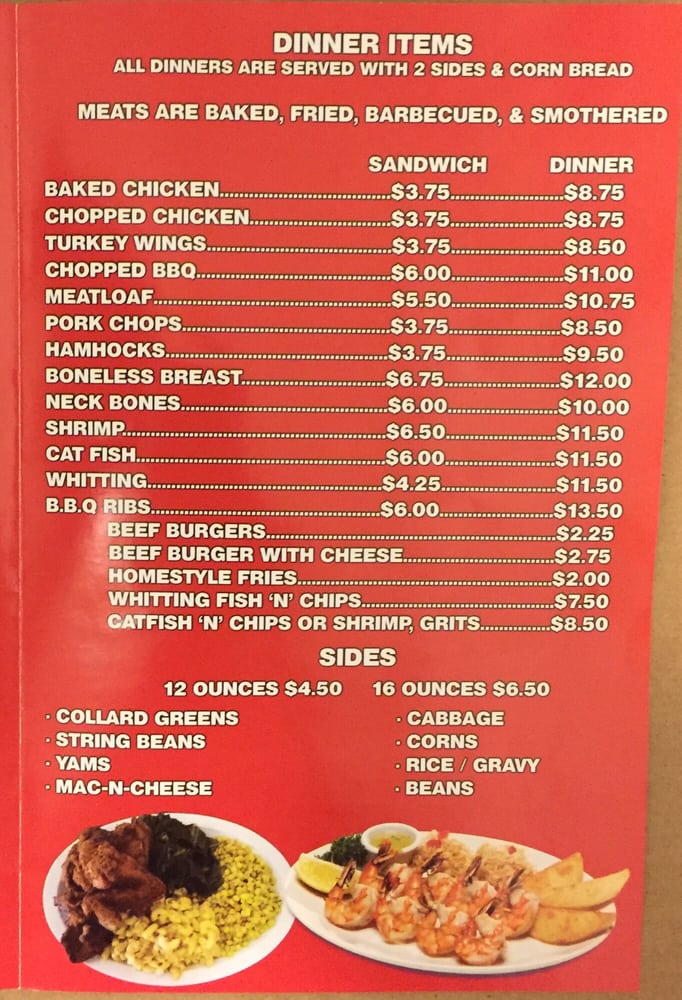 DINNER ITEMS
ALL DINNERS ARE SERVED WITH 2 SIDES & CORN BREAD
MEATS ARE BAKED, FRIED, BARBECUED, & SMOTHERED
SANDWICH DINNER
BAKED CHICKEN $3.75 $8.75
CHOPPED CHICKEN $3.75 $8.75
TURKEY WINGS $3.75 $8.50
CHOPPED BBQ $6.00 $11.00
MEATLOAF $5.50 $10.75
PORK CHOPS $3.75 $8.50
HAMHOCKS $3.75 $9.50
BONELESS BREAST $6.75 $12.00
NECK BONES $6.00 $10.00
SHRIMP $6.50 $11.50
CAT FISH $6.00 $11.50
WHITTING $4.25 $11.50
B.B.Q RIBS $6.00 $13.50
BEEF BURGERS $2.25
BEEF BURGER WITH CHEESE $2.75
HOMESTYLE FRIES $2.00
WHITTING FISH 'N' CHIPS $7.50
CATFISH 'N' CHIPS OR SHRIMP, GRITS $8.50
SIDES
12 OUNCES $4.50 16 OUNCES $6.50
· COLLARD GREENS
· STRING BEANS
· YAMS
· MAC-N-CHEESE
· CABBAGE
· CORNS
· RICE / GRAVY
· BEANS